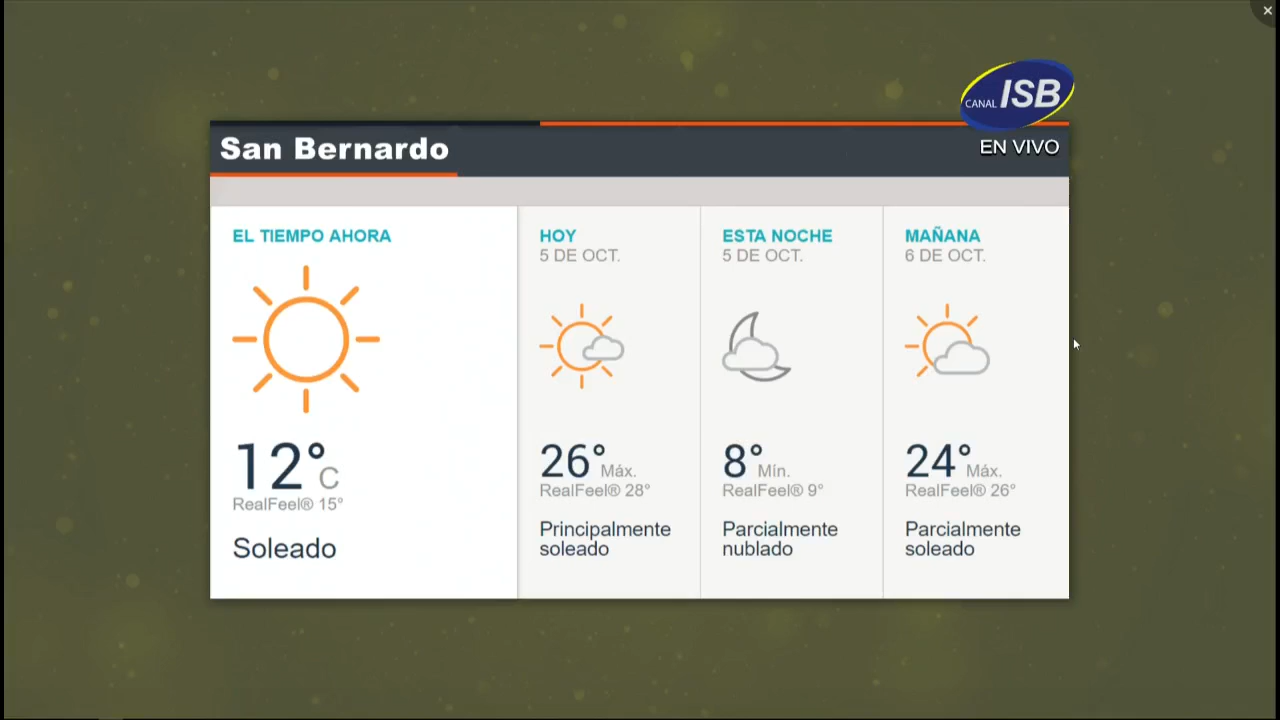 CANAL ISB
San Bernardo
EN VIVO
EL TIEMPO AHORA
12°C
RealFeel® 15°
Soleado
HOY
5 DE OCT.
26° Máx.
RealFeel® 28°
Principalmente
soleado
ESTA NOCHE
5 DE OCT.
8° Mín.
RealFeel® 9°
Parcialmente
nublado
MAÑANA
6 DE OCT.
24° Máx.
RealFeel® 26°
Parcialmente
soleado